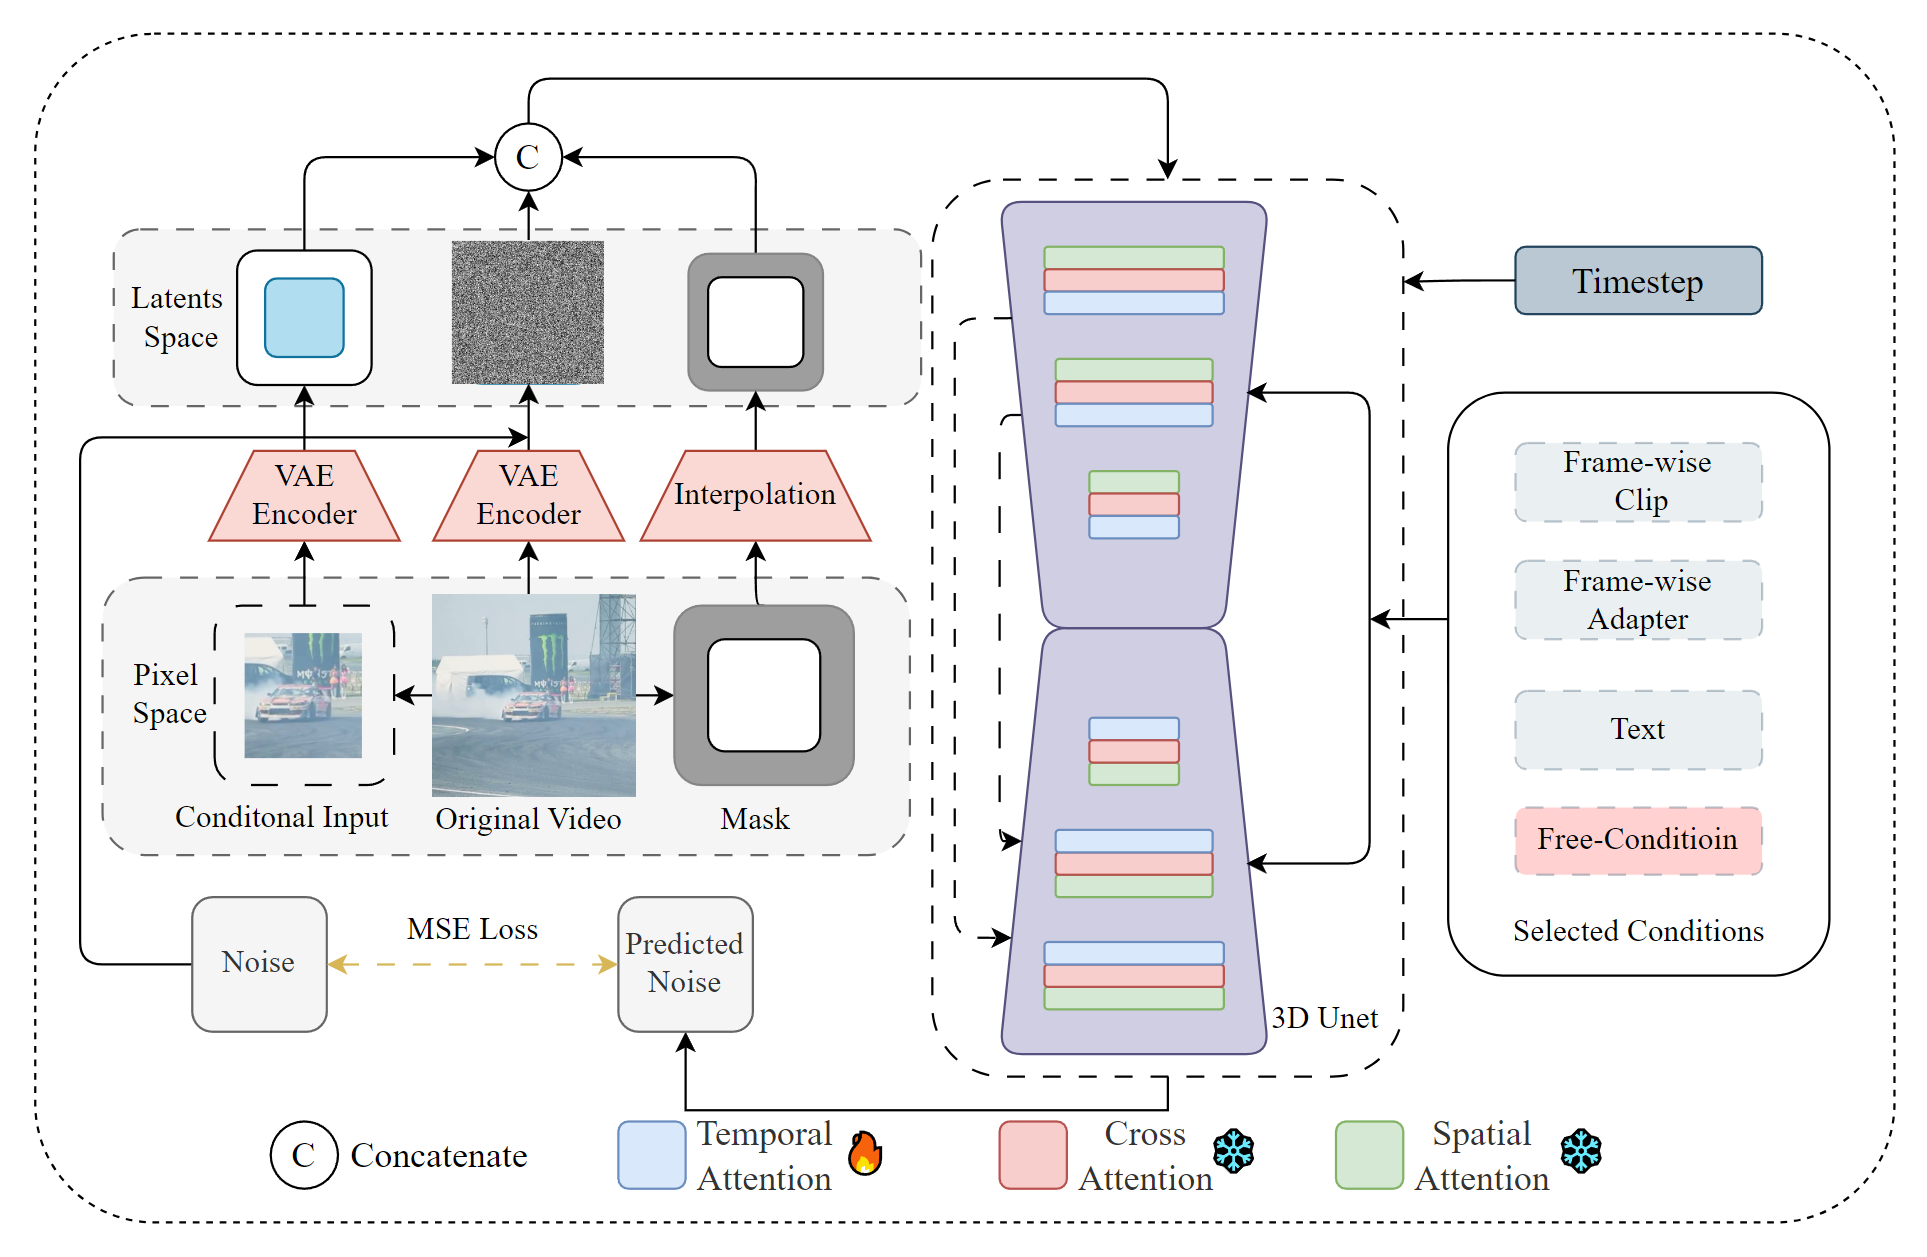 C
Latents
Space
Timestep
VAE
Encoder
VAE
Encoder
Interpolation
Frame-wise
Clip
Frame-wise
Adapter
Pixel
Space
Text
Conditonal Input
Original Video
Mask
Free-Conditioin
Selected Conditions
Noise
MSE Loss
Predicted
Noise
3D Unet
C
Concatenate
Temporal
Attention
Cross
Attention
Spatial
Attention